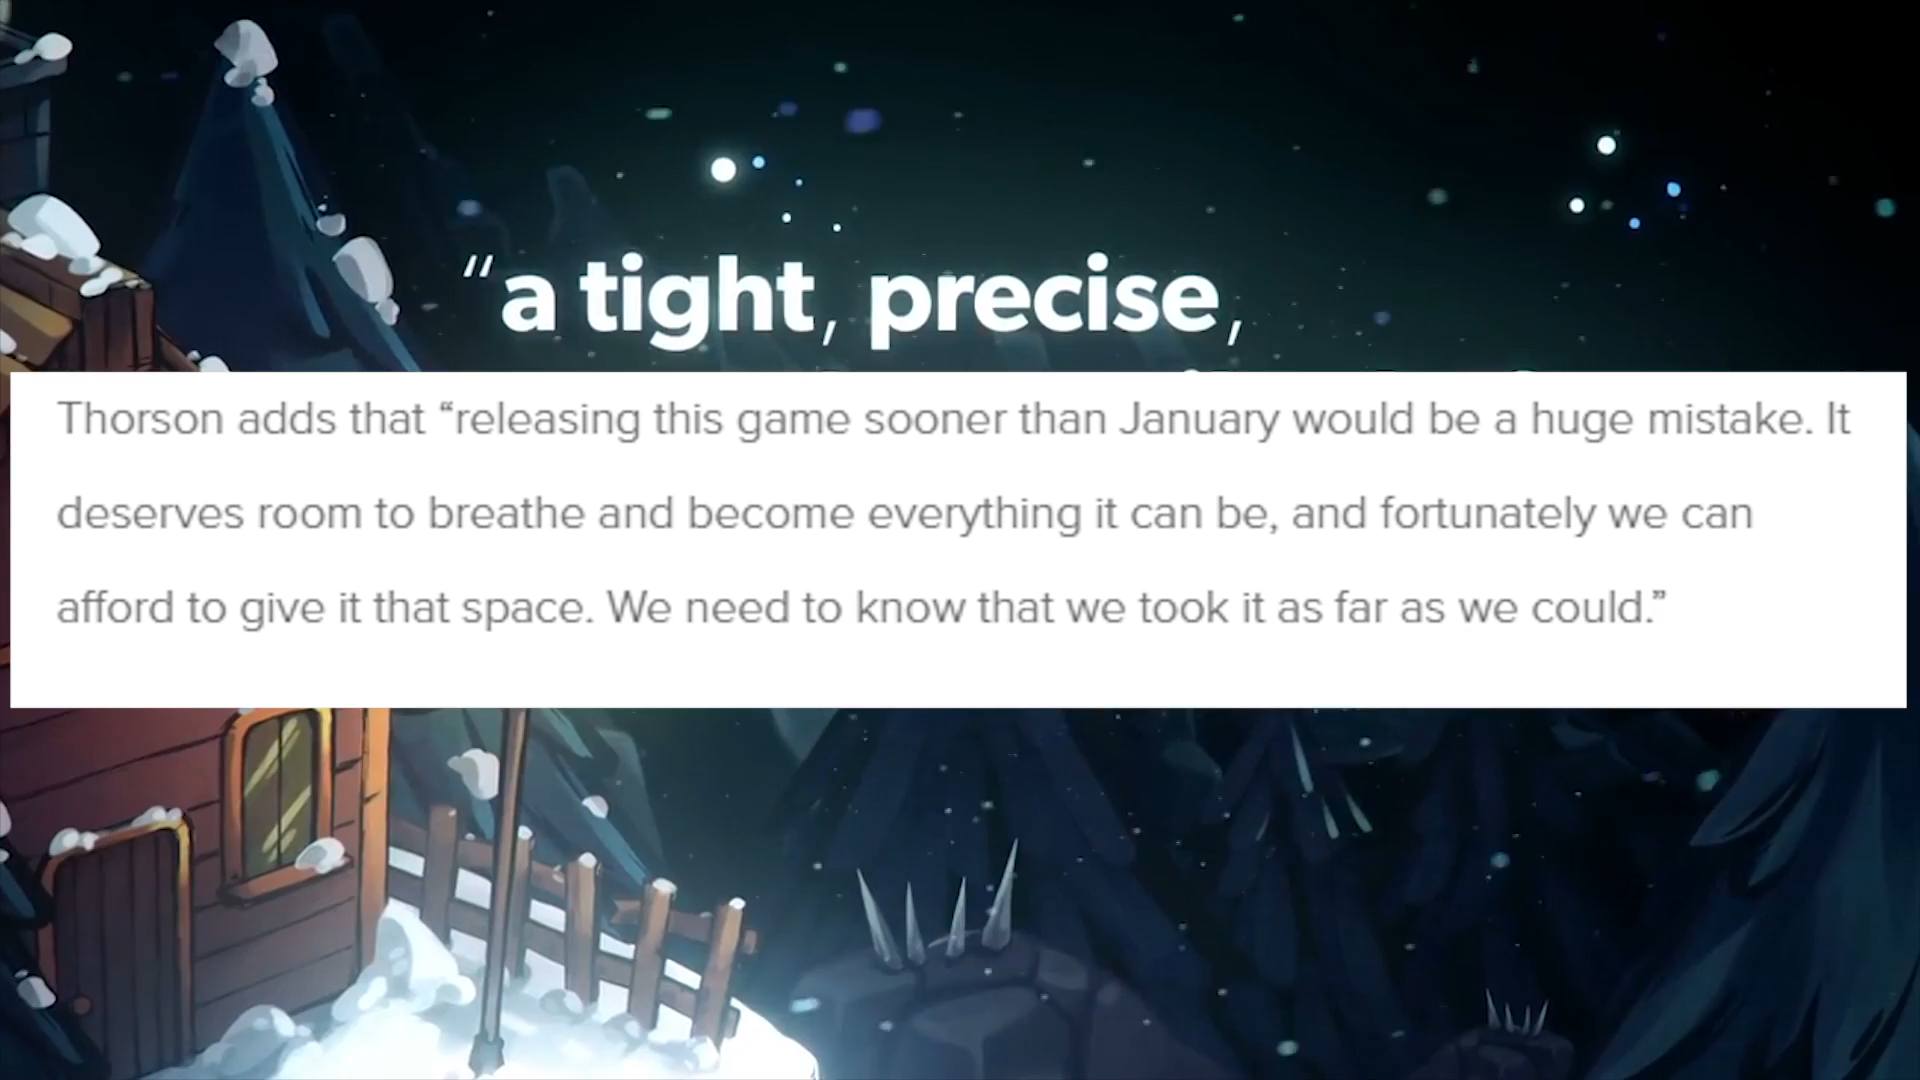 “a tight, precise,
Thorson adds that “releasing this game sooner than January would be a huge mistake. It
deserves room to breathe and become everything it can be, and fortunately we can
afford to give it that space. We need to know that we took it as far as we could.”